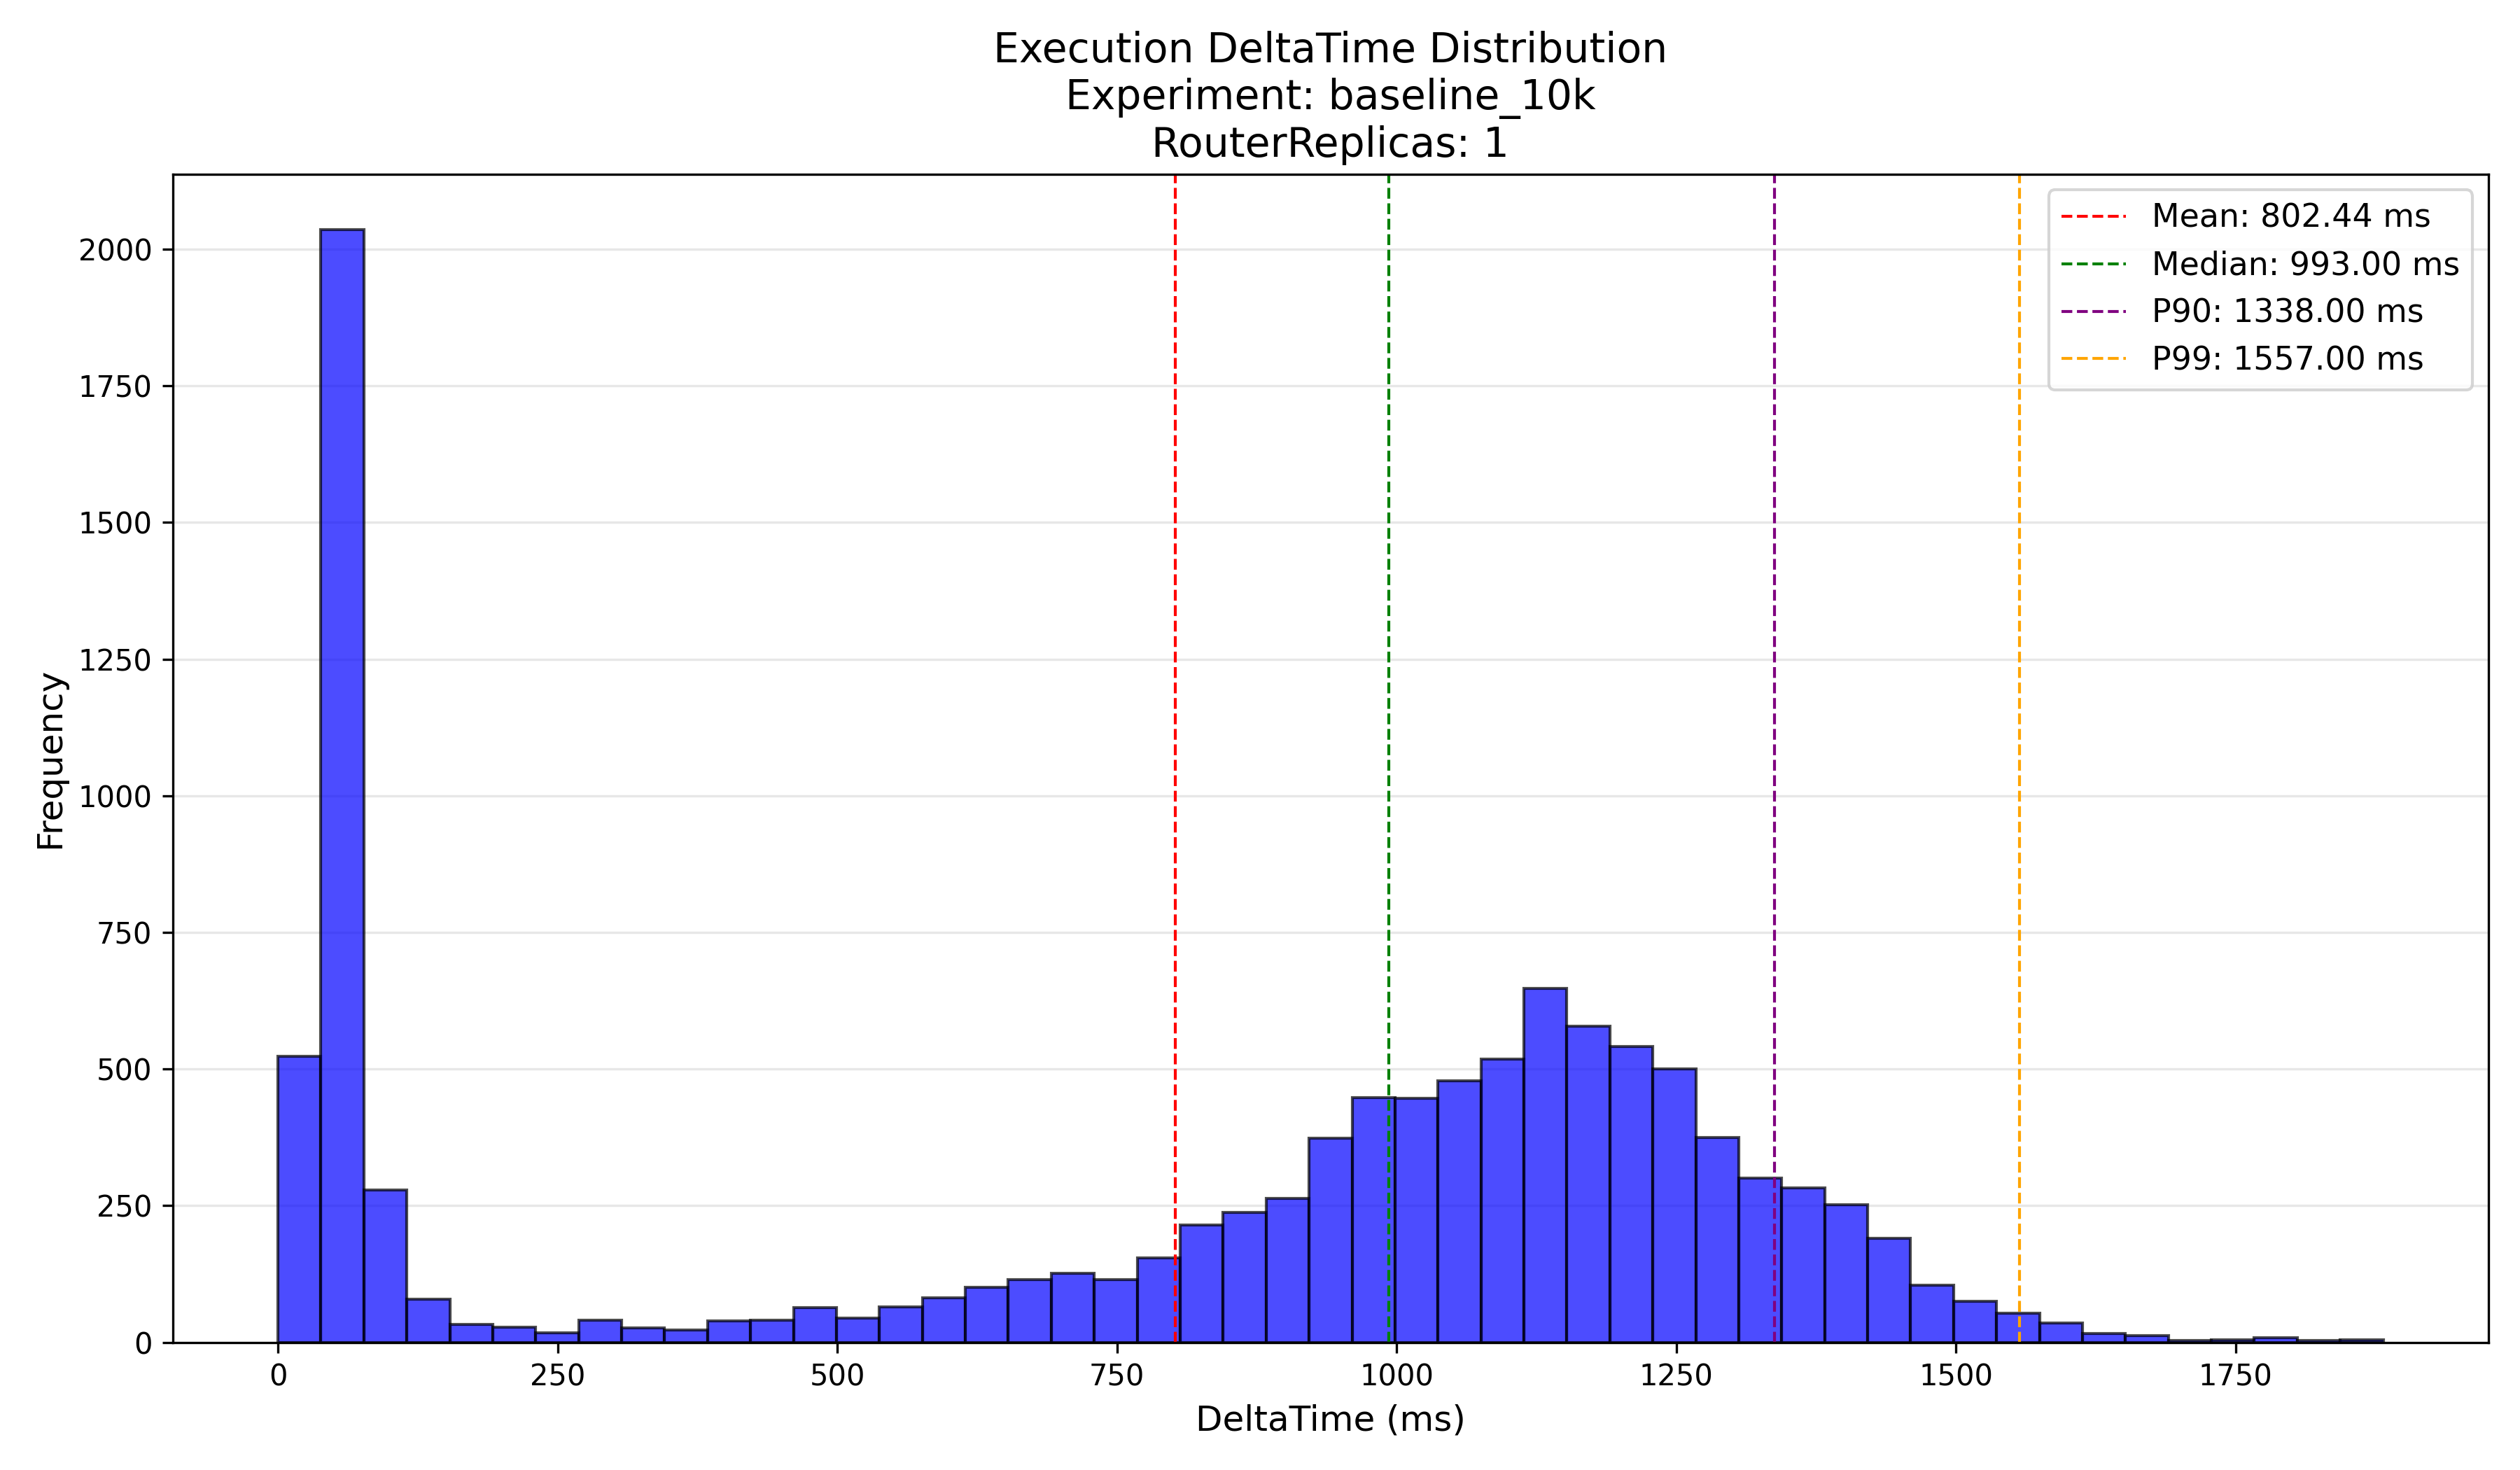 Execution DeltaTime Distribution
Experiment: baseline_10k
RouterReplicas: 1
Mean: 802.44 ms
Median: 993.00 ms
P90: 1338.00 ms
P99: 1557.00 ms
Frequency
2000
1750
1500
1250
1000
750
500
250
0
0 250 500 750 1000 1250 1500 1750
DeltaTime (ms)